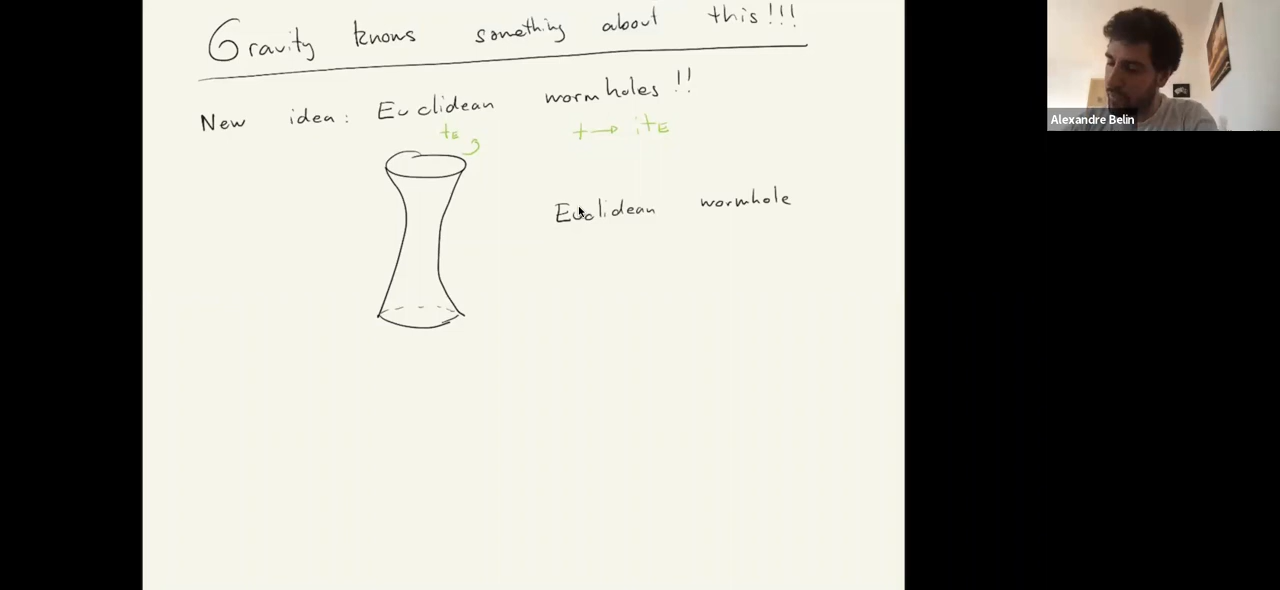 Gravity knows something about this!!!
New idea: Euclidean wormholes!!
tE t → itE
Euclidean wormhole
Alexandre Belin